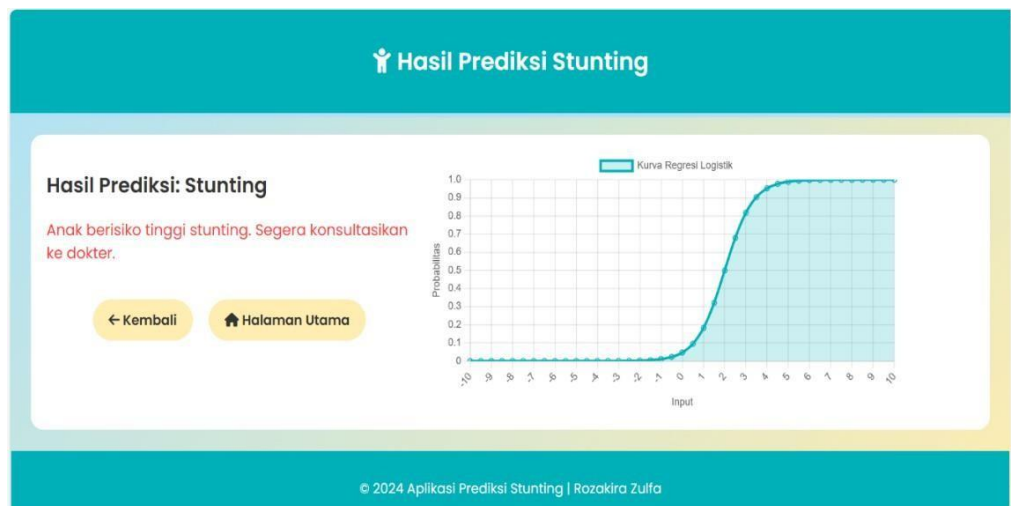 Hasil Prediksi Stunting
Hasil Prediksi: Stunting
Anak berisiko tinggi stunting. Segera konsultasikan
ke dokter.
Kembali
Halaman Utama
Kurva Regresi Logistik
1.0
0.9
0.8
0.7
0.6
0.5
0.4
0.3
0.2
0.1
0
Probabilitas
-10 -9 -8 -7 -6 -5 -4 -3 -2 -1 0 1 2 3 4 5 6 7 8 9 10
Input
© 2024 Aplikasi Prediksi Stunting | Rozakira Zulfa